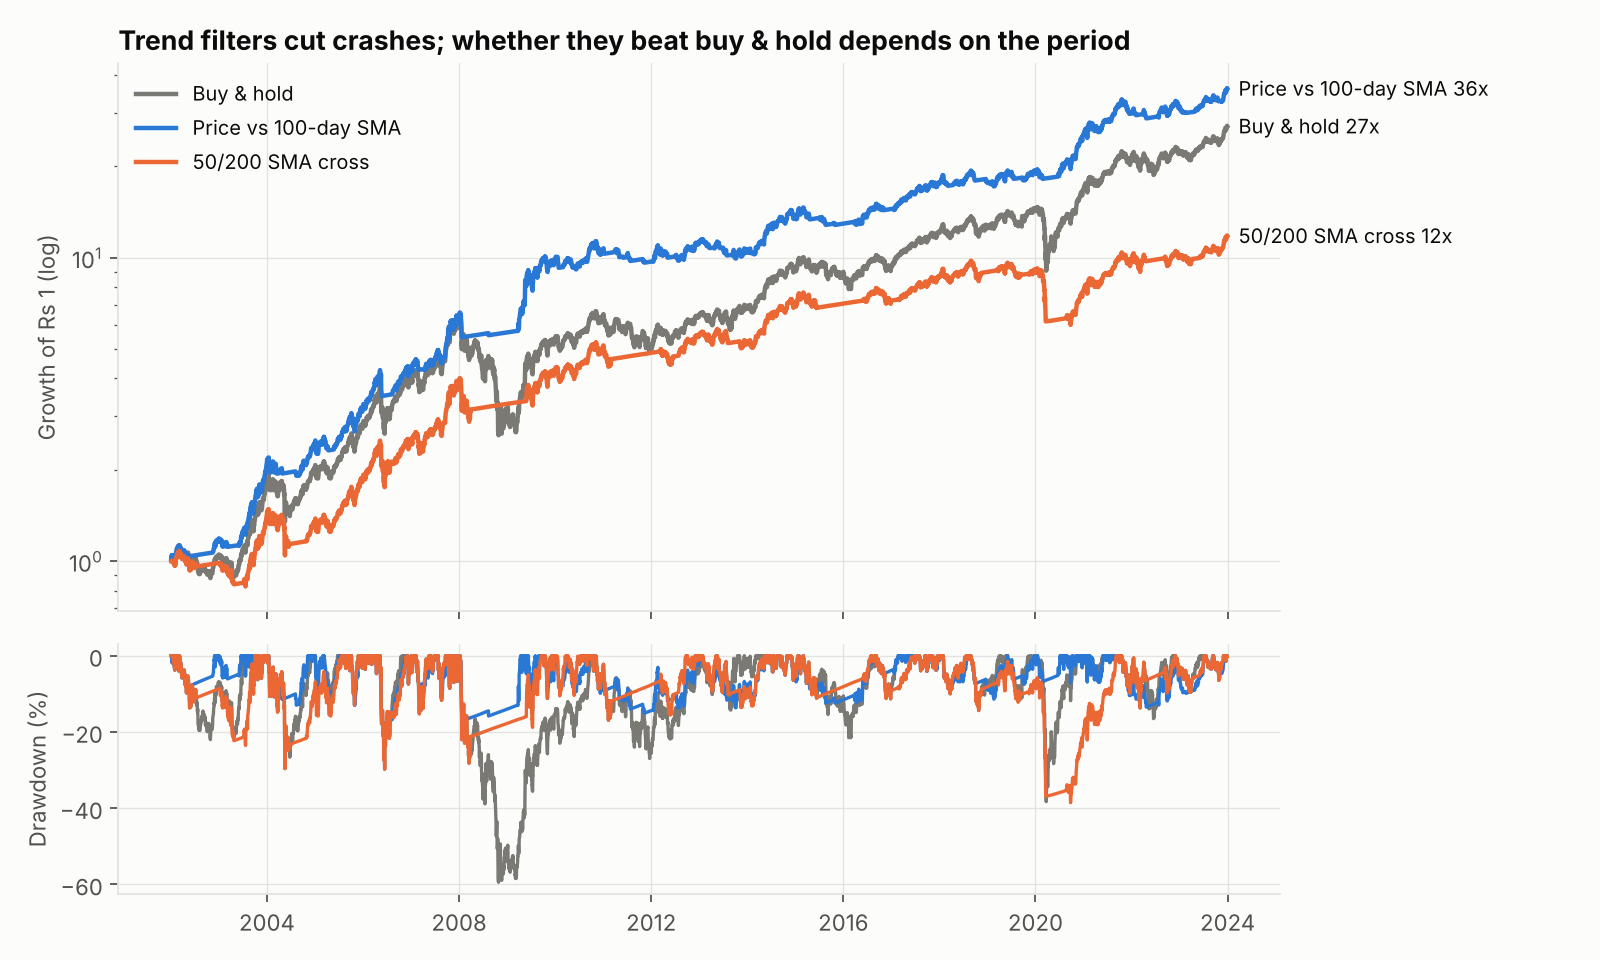 Trend filters cut crashes; whether they beat buy & hold depends on the period
Buy & hold
Price vs 100-day SMA
50/200 SMA cross
Price vs 100-day SMA 36x
Buy & hold 27x
50/200 SMA cross 12x
Growth of Rs 1 (log)
10¹
10⁰
Drawdown (%)
0
−20
−40
−60
2004
2008
2012
2016
2020
2024